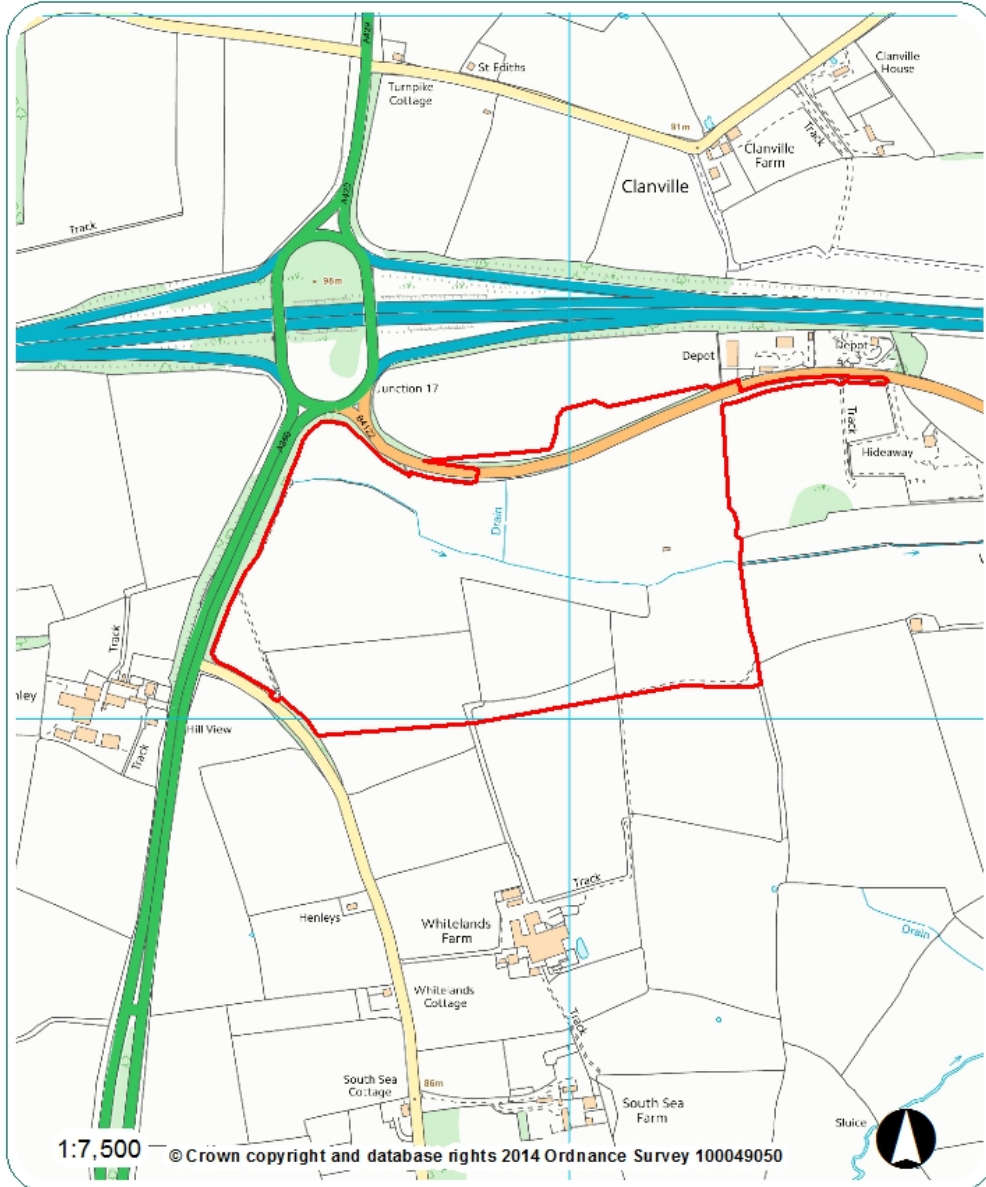 A429
St Ediths
Clanville
House
Turnpike
Cottage
91m
Track
Clanville
Farm
Clanville
A429
Track
98m
Depot
Depot
Junction 17
B4122
A350
Track
Hideaway
Drain
Track
Hill View
Track
Track
Henleys
Whitelands
Farm
Drain
Whitelands
Cottage
Track
South Sea
Cottage
86m
South Sea
Farm
Sluice
1:7,500
© Crown copyright and database rights 2014 Ordnance Survey 100049050